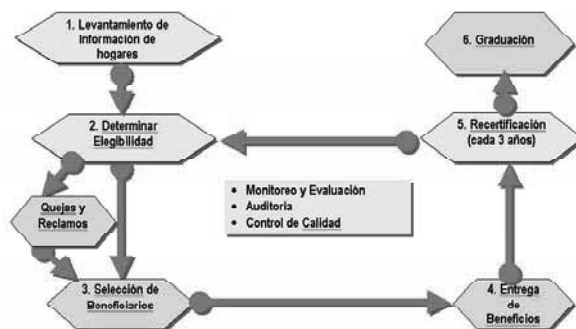 1. Levantamiento de
información de
hogares
6. Graduación
2. Determinar
Elegibilidad
5. Recertificación
(cada 3 años)
Quejas y
Reclamos
• Monitoreo y Evaluación
• Auditoria
• Control de Calidad
3. Selección de
Beneficiarios
4. Entrega
de
Beneficios